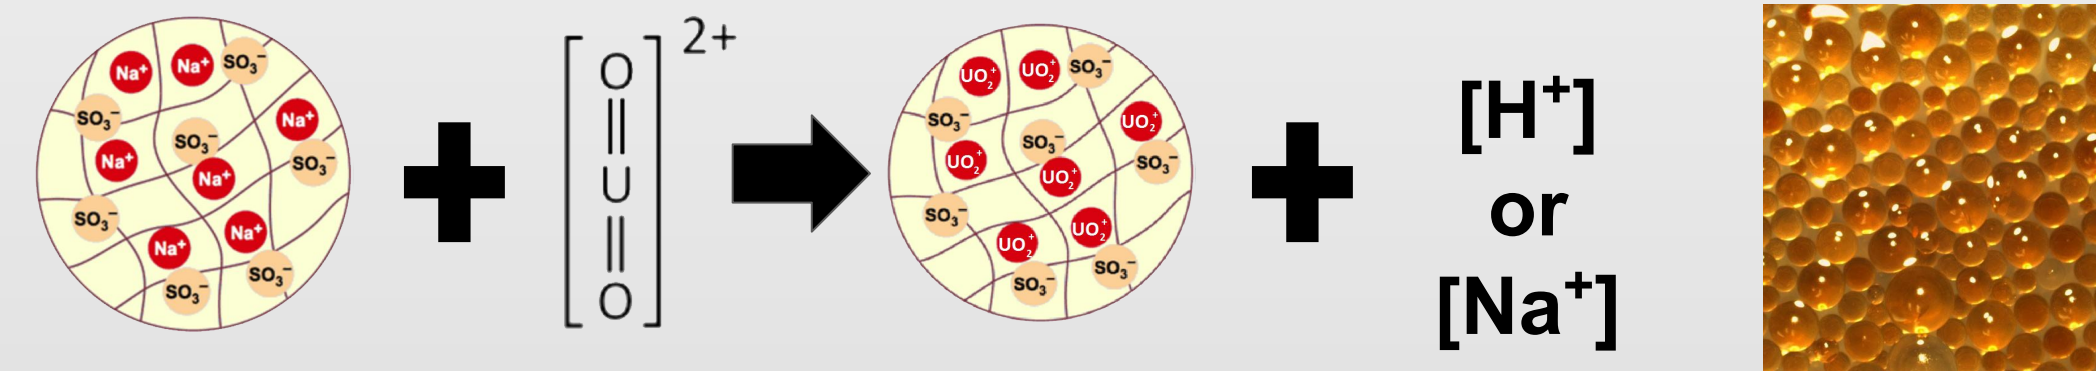 Na⁺ Na⁺ SO₃⁻
SO₃⁻ Na⁺
SO₃⁻
Na⁺ SO₃⁻
Na⁺
SO₃⁻ Na⁺
Na⁺
SO₃⁻
SO₃⁻
2+
O
U
O
UO₂⁺ UO₂⁺ SO₃⁻
SO₃⁻ UO₂⁺
SO₃⁻
UO₂⁺ SO₃⁻
UO₂⁺
SO₃⁻ UO₂⁺
UO₂⁺
SO₃⁻
SO₃⁻
[H⁺]
or
[Na⁺]